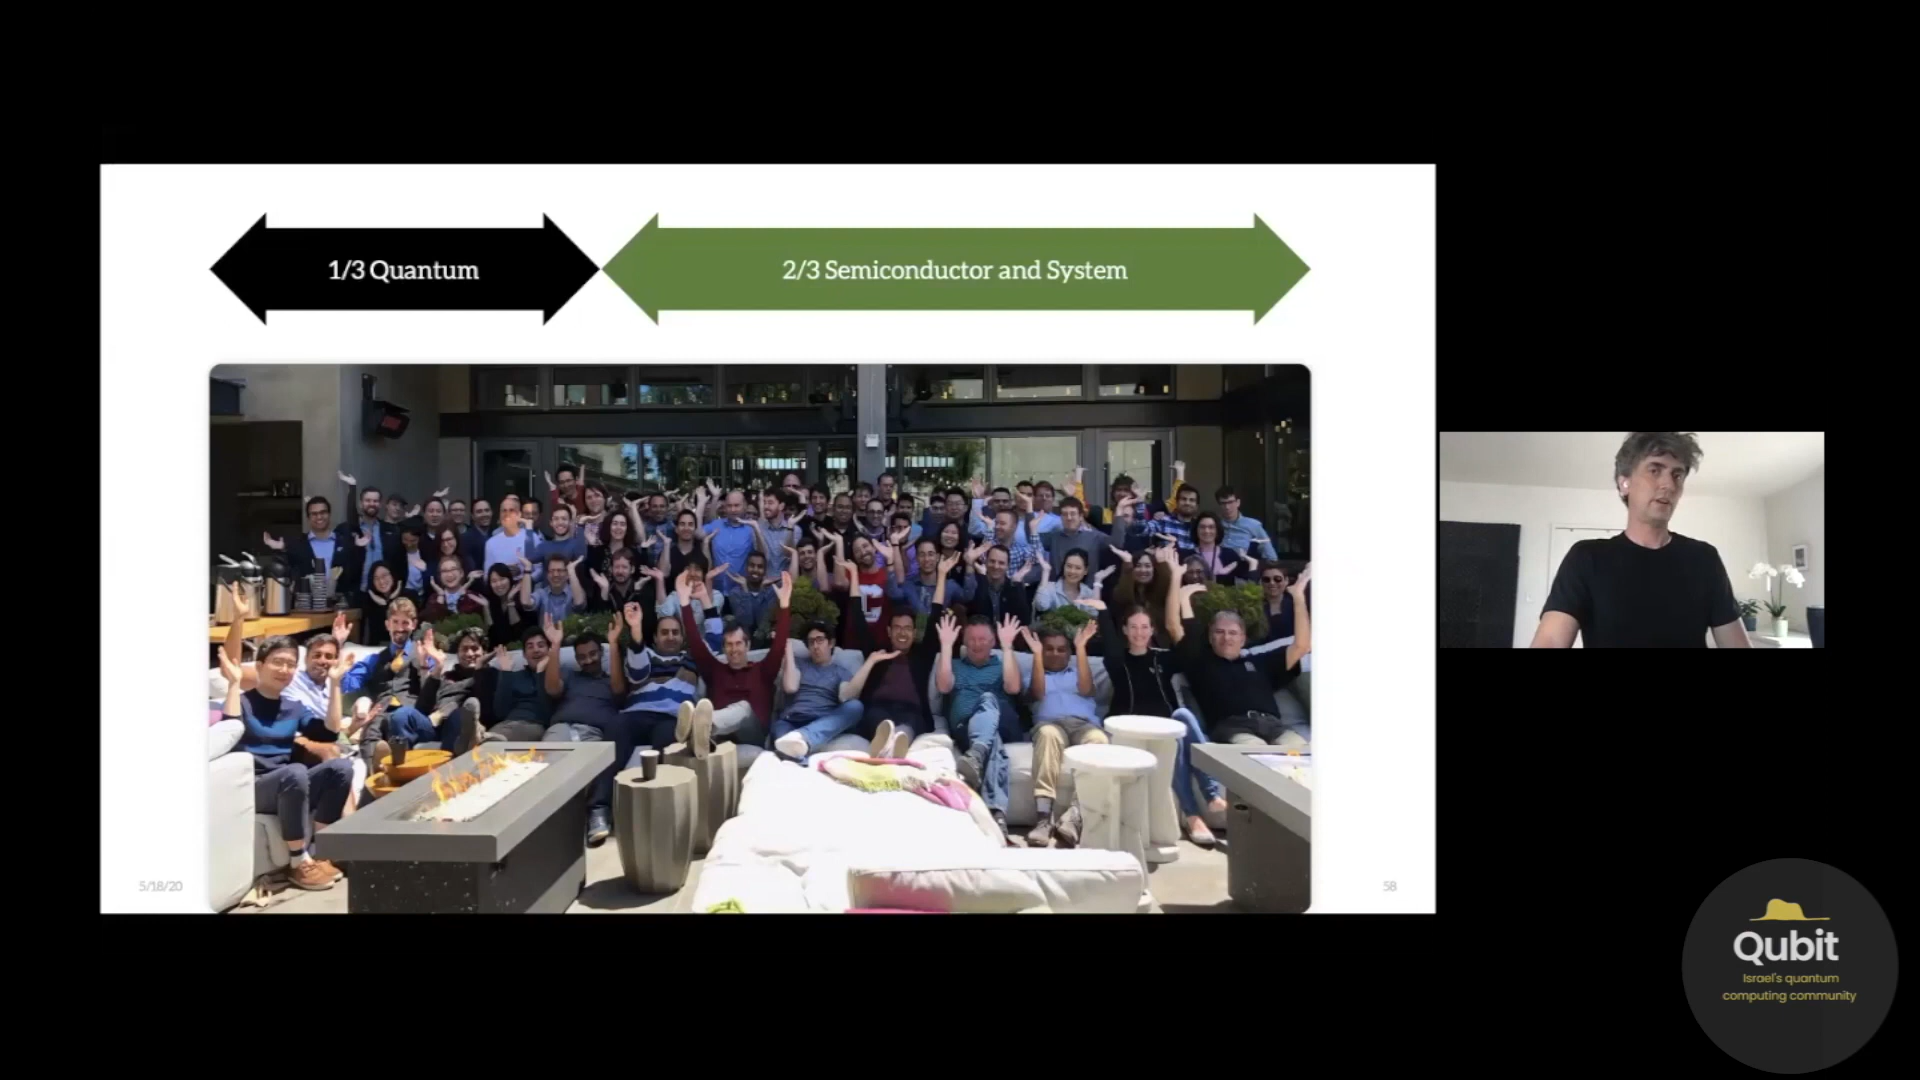 1/3 Quantum
2/3 Semiconductor and System
C
5/18/20
58
Qubit
Israel's quantum
computing community